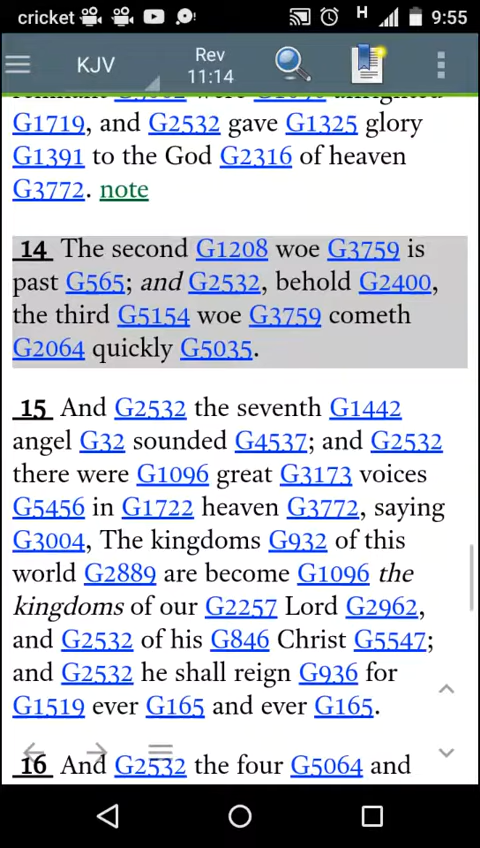 cricket H 9:55
KJV Rev 11:14
G1719, and G2532 gave G1325 glory
G1391 to the God G2316 of heaven
G3772. note
14 The second G1208 woe G3759 is
past G565; and G2532, behold G2400,
the third G5154 woe G3759 cometh
G2064 quickly G5035.
15 And G2532 the seventh G1442
angel G32 sounded G4537; and G2532
there were G1096 great G3173 voices
G5456 in G1722 heaven G3772, saying
G3004, The kingdoms G932 of this
world G2889 are become G1096 the
kingdoms of our G2257 Lord G2962,
and G2532 of his G846 Christ G5547;
and G2532 he shall reign G936 for
G1519 ever G165 and ever G165.
16 And G2532 the four G5064 and